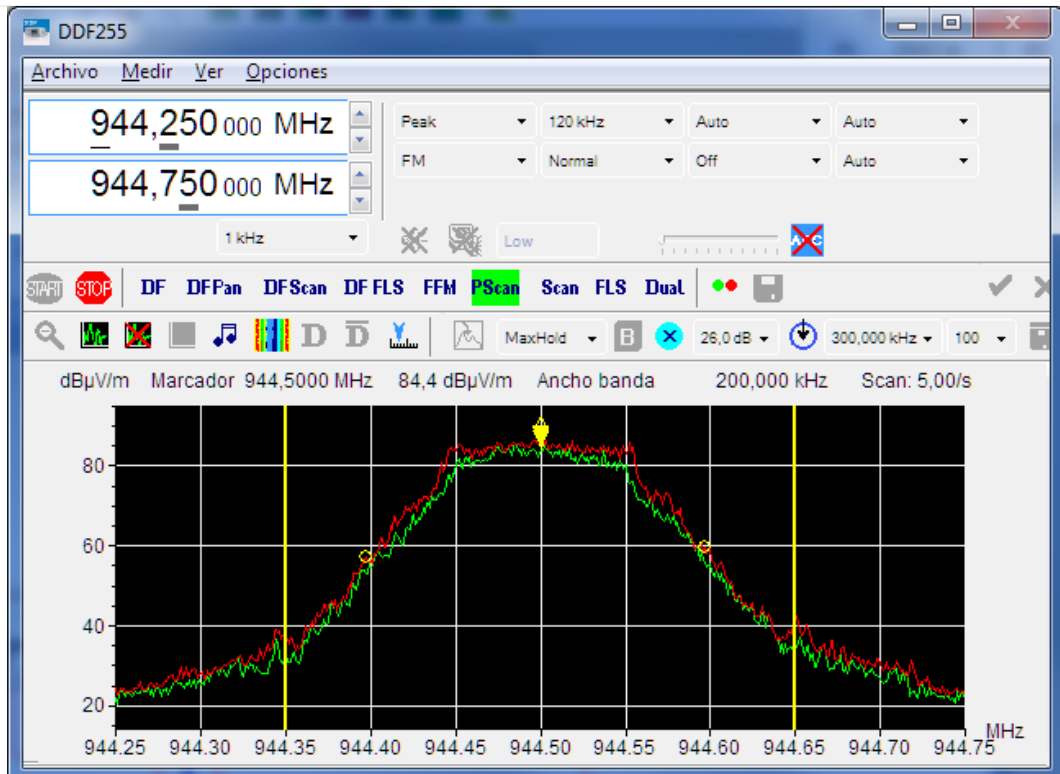 DDF255
Archivo Medir Ver Opciones
944,250 000 MHz
Peak 120 kHz Auto Auto
FM Normal Off Auto
944,750 000 MHz
1 kHz Low
START STOP DF DFPan DFScan DF FLS FFM PScan Scan FLS Dual
D D MaxHold B 26,0 dB 300,000 kHz 100
dBµV/m Marcador 944,5000 MHz 84,4 dBµV/m Ancho banda 200,000 kHz Scan: 5,00/s
80
60
40
20
944.25 944.30 944.35 944.40 944.45 944.50 944.55 944.60 944.65 944.70 944.75
MHz